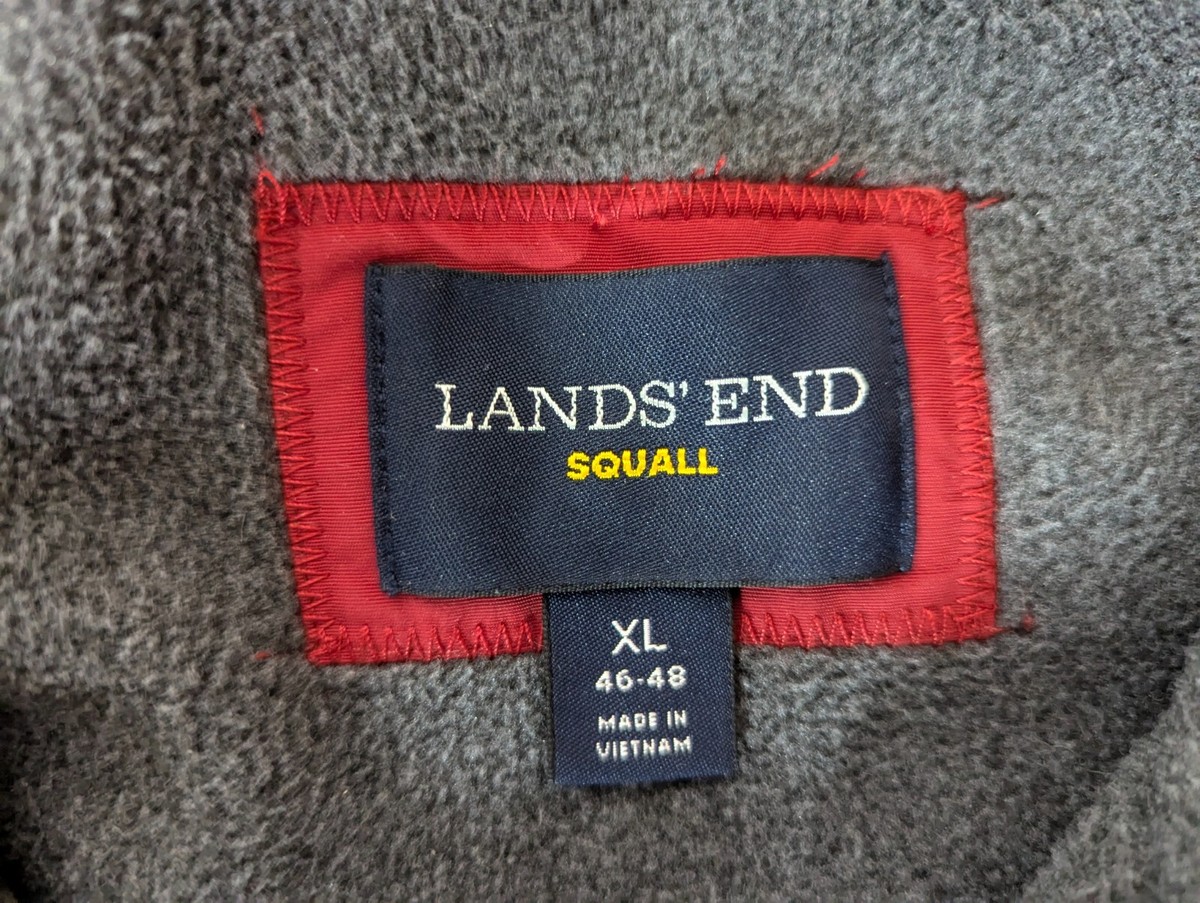 LANDS' END
SQUALL
XL
46-48
MADE IN
VIETNAM